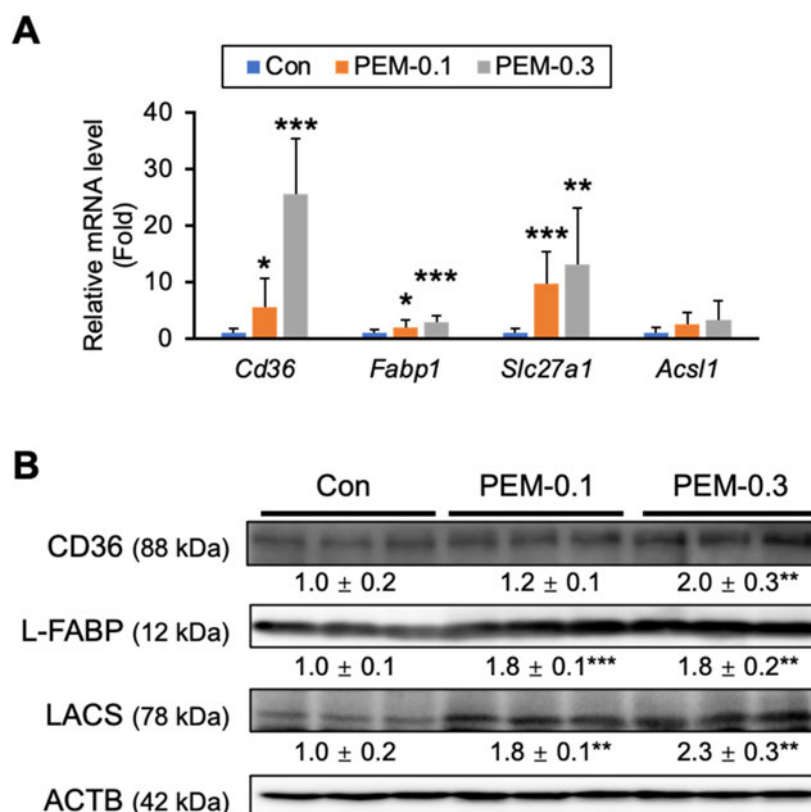 A
Con PEM-0.1 PEM-0.3
Relative mRNA level
(Fold)
40
30
20
10
0
* ***
* ***
*** **
Cd36 Fabp1 Slc27a1 Acsl1
B
Con PEM-0.1 PEM-0.3
CD36 (88 kDa)
1.0 ± 0.2 1.2 ± 0.1 2.0 ± 0.3**
L-FABP (12 kDa)
1.0 ± 0.1 1.8 ± 0.1*** 1.8 ± 0.2**
LACS (78 kDa)
1.0 ± 0.2 1.8 ± 0.1** 2.3 ± 0.3**
ACTB (42 kDa)